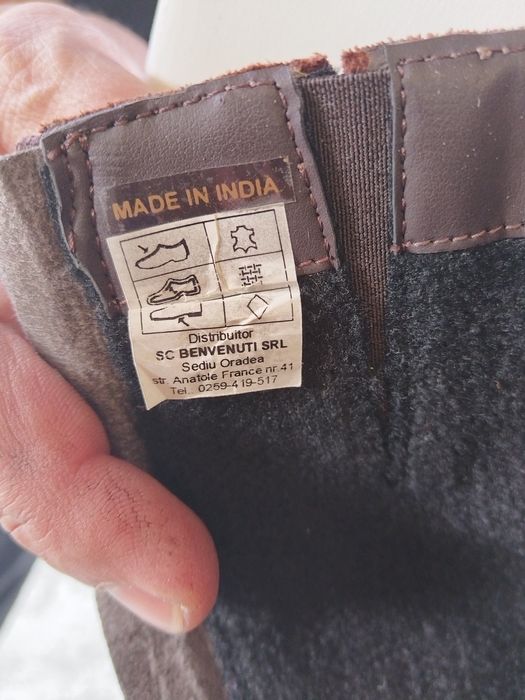 MADE IN INDIA
Distribuitor
SC BENVENUTI SRL
Sediu Oradea
str. Anatole France nr.41
Tel.: 0259-419-517